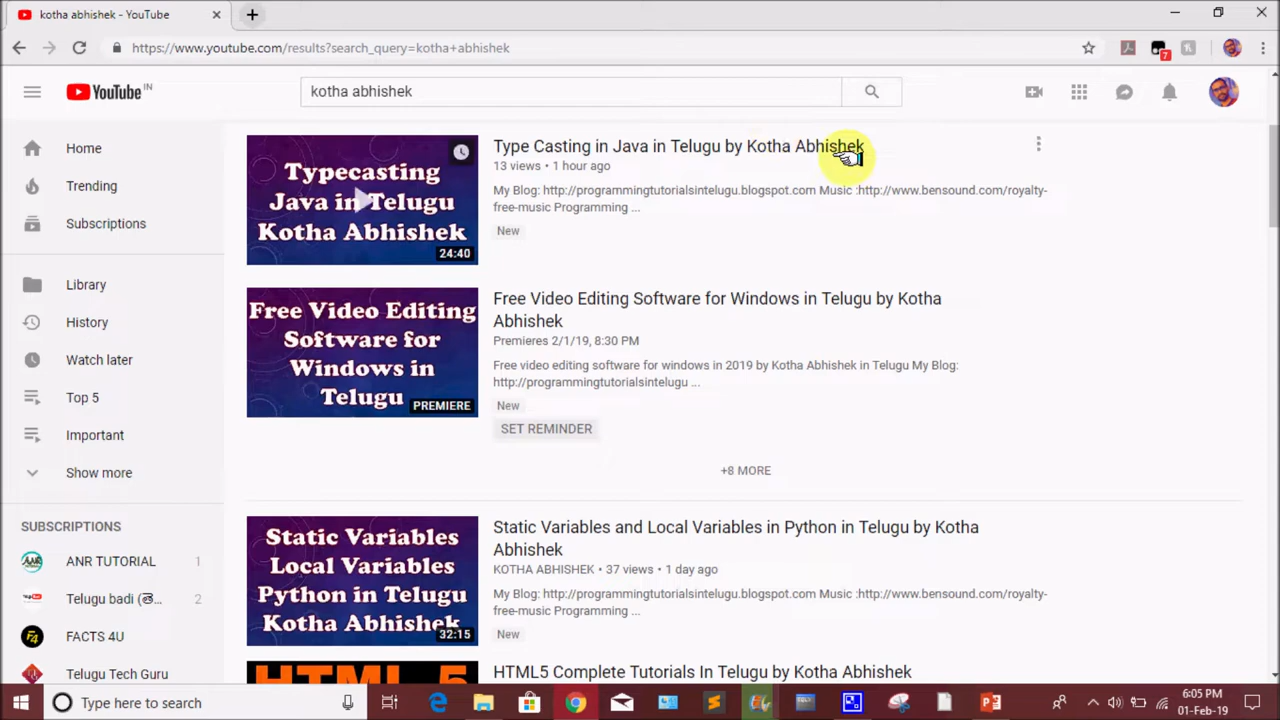 kotha abhishek - YouTube
https://www.youtube.com/results?search_query=kotha+abhishek
7
YouTube IN
kotha abhishek
Home
Trending
Subscriptions
Library
History
Watch later
Top 5
Important
Show more
SUBSCRIPTIONS
ANR TUTORIAL 1
Telugu badi (తె... 2
FACTS 4U
Telugu Tech Guru
Typecasting
Java in Telugu
Kotha Abhishek
24:40
Type Casting in Java in Telugu by Kotha Abhishek
13 views • 1 hour ago
My Blog: http://programmingtutorialsintelugu.blogspot.com Music :http://www.bensound.com/royalty-
free-music Programming ...
New
Free Video Editing
Software for
Windows in
Telugu
PREMIERE
Free Video Editing Software for Windows in Telugu by Kotha
Abhishek
Premieres 2/1/19, 8:30 PM
Free video editing software for windows in 2019 by Kotha Abhishek in Telugu My Blog:
http://programmingtutorialsintelugu ...
New
SET REMINDER
+8 MORE
Static Variables
Local Variables
Python in Telugu
Kotha Abhishek
32:15
Static Variables and Local Variables in Python in Telugu by Kotha
Abhishek
KOTHA ABHISHEK • 37 views • 1 day ago
My Blog: http://programmingtutorialsintelugu.blogspot.com Music :http://www.bensound.com/royalty-
free-music Programming ...
New
HTML 5
HTML5 Complete Tutorials In Telugu by Kotha Abhishek
Type here to search
6:05 PM
01-Feb-19